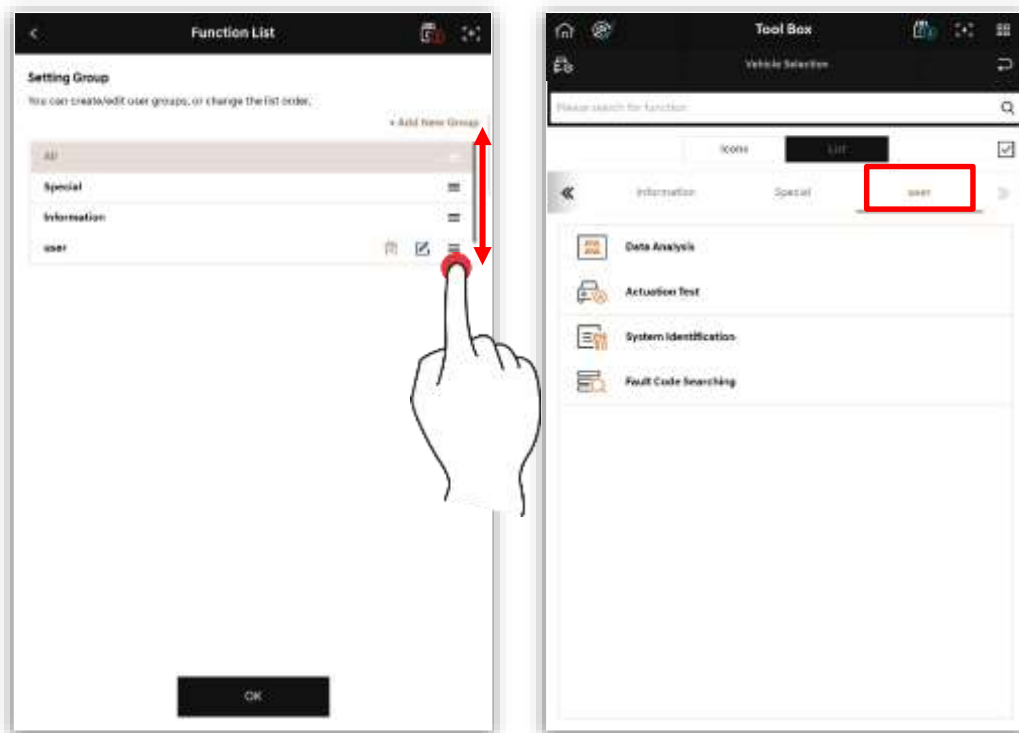 Function List
Setting Group
You can create/edit user groups, or change the list order.
+ Add New Group
All
Special
Information
user
OK
Tool Box
Vehicle Selection
Please search for function
Icons
List
Information
Special
user
Data Analysis
Actuation Test
System Identification
Fault Code Searching